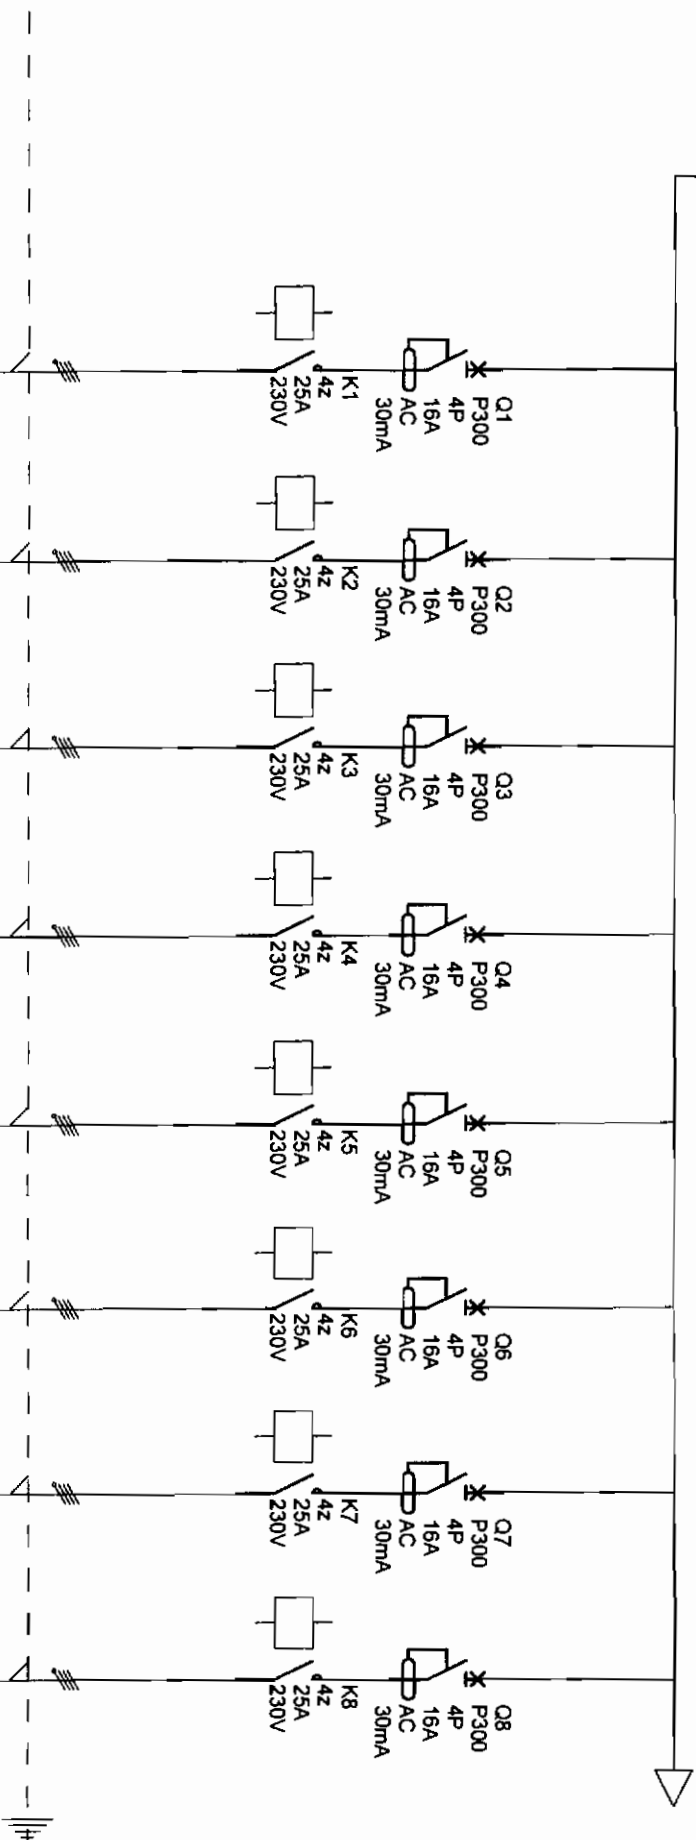 Q1
P300
4P
16A
AC
30mA
K1
4z
25A
230V
Q2
P300
4P
16A
AC
30mA
K2
4z
25A
230V
Q3
P300
4P
16A
AC
30mA
K3
4z
25A
230V
Q4
P300
4P
16A
AC
30mA
K4
4z
25A
230V
Q5
P300
4P
16A
AC
30mA
K5
4z
25A
230V
Q6
P300
4P
16A
AC
30mA
K6
4z
25A
230V
Q7
P300
4P
16A
AC
30mA
K7
4z
25A
230V
Q8
P300
4P
16A
AC
30mA
K8
4z
25A
230V